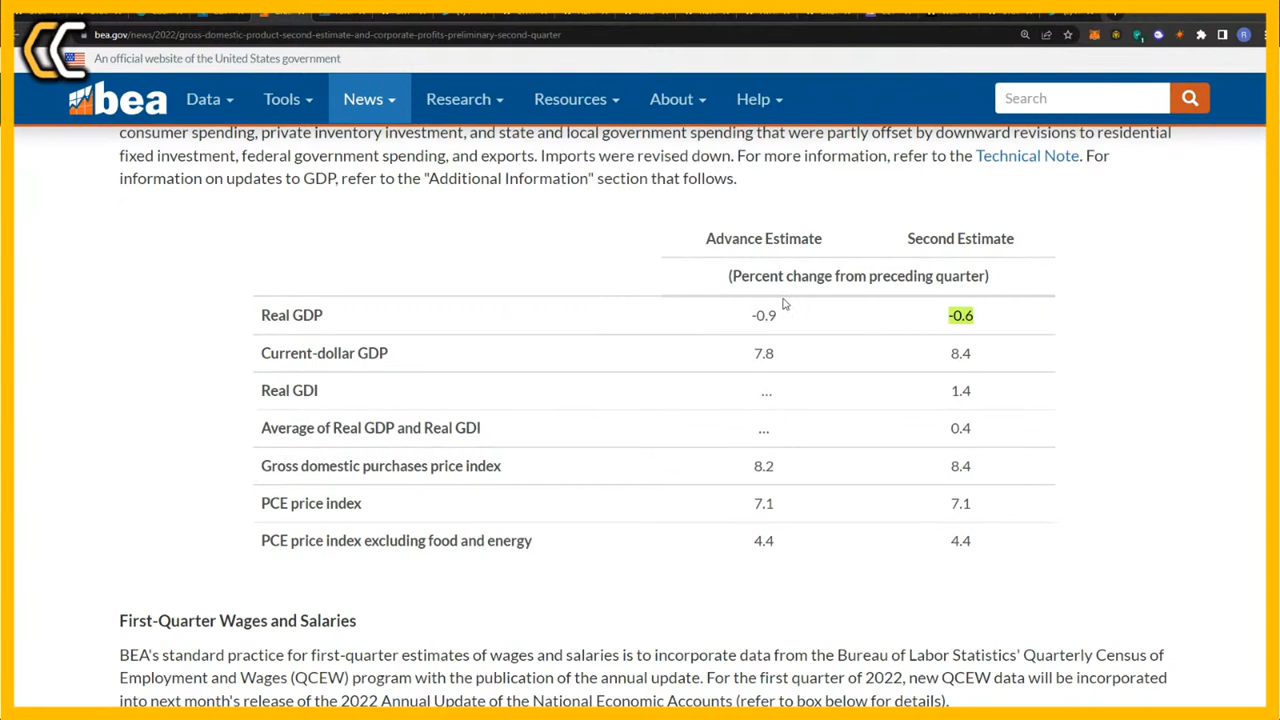 bea.gov/news/2022/gross-domestic-product-second-estimate-and-corporate-profits-preliminary-second-quarter
An official website of the United States government
bea Data Tools News Research Resources About Help Search
consumer spending, private inventory investment, and state and local government spending that were partly offset by downward revisions to residential
fixed investment, federal government spending, and exports. Imports were revised down. For more information, refer to the Technical Note. For
information on updates to GDP, refer to the "Additional Information" section that follows.
Advance Estimate Second Estimate
(Percent change from preceding quarter)
Real GDP -0.9 -0.6
Current-dollar GDP 7.8 8.4
Real GDI ... 1.4
Average of Real GDP and Real GDI ... 0.4
Gross domestic purchases price index 8.2 8.4
PCE price index 7.1 7.1
PCE price index excluding food and energy 4.4 4.4
First-Quarter Wages and Salaries
BEA's standard practice for first-quarter estimates of wages and salaries is to incorporate data from the Bureau of Labor Statistics' Quarterly Census of
Employment and Wages (QCEW) program with the publication of the annual update. For the first quarter of 2022, new QCEW data will be incorporated
into next month's release of the 2022 Annual Update of the National Economic Accounts (refer to box below for details).